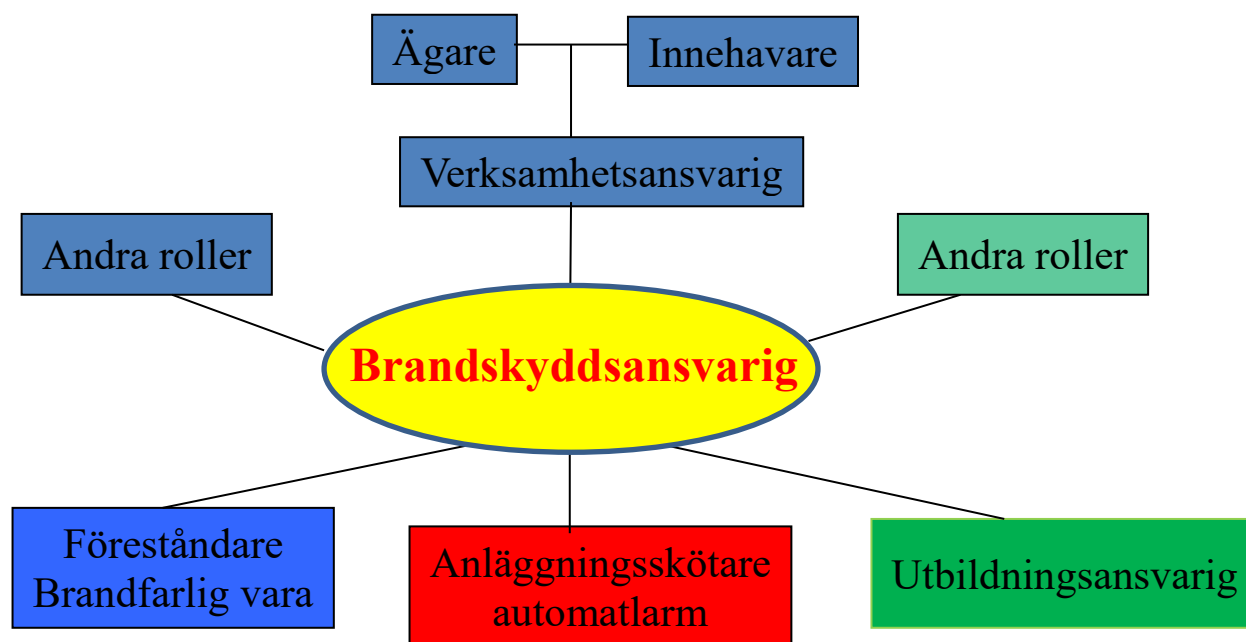 Ägare
Innehavare
Verksamhetsansvarig
Andra roller
Andra roller
Brandskyddsansvarig
Föreståndare
Brandfarlig vara
Anläggningsskötare
automatlarm
Utbildningsansvarig